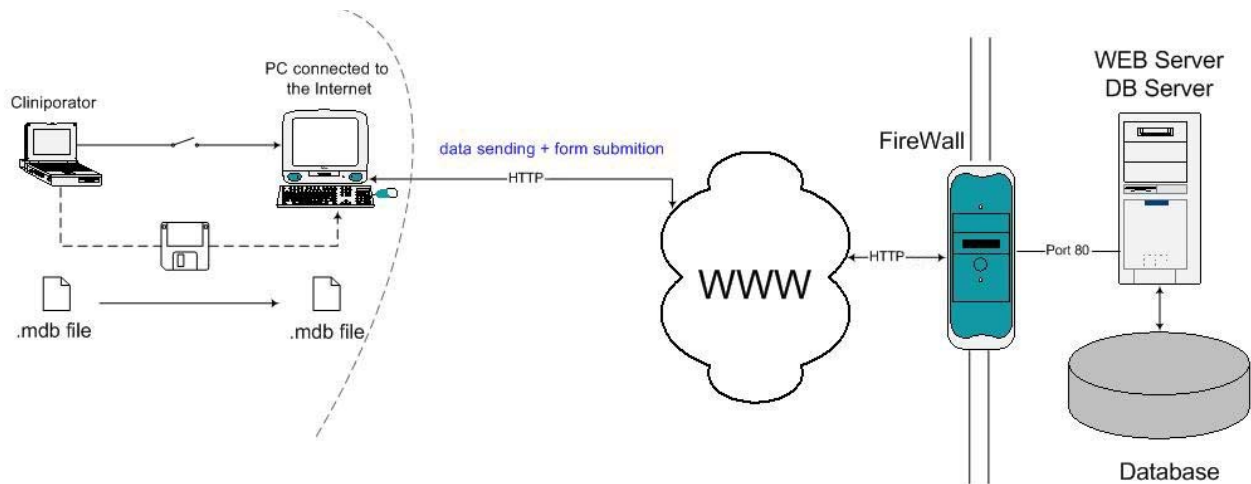 Cliniporator
PC connected to
the Internet
.mdb file
.mdb file
data sending + form submition
HTTP
WWW
HTTP
FireWall
Port 80
WEB Server
DB Server
Database